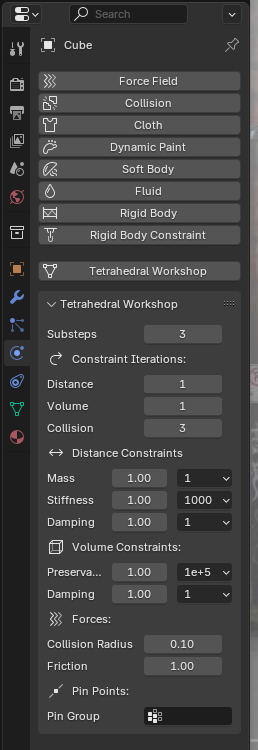 Search
Cube
Force Field
Collision
Cloth
Dynamic Paint
Soft Body
Fluid
Rigid Body
Rigid Body Constraint
Tetrahedral Workshop
Tetrahedral Workshop
Substeps 3
Constraint Iterations:
Distance 1
Volume 1
Collision 3
Distance Constraints
Mass 1.00 1
Stiffness 1.00 1000
Damping 1.00 1
Volume Constraints:
Preserva... 1.00 1e+5
Damping 1.00 1
Forces:
Collision Radius 0.10
Friction 1.00
Pin Points:
Pin Group